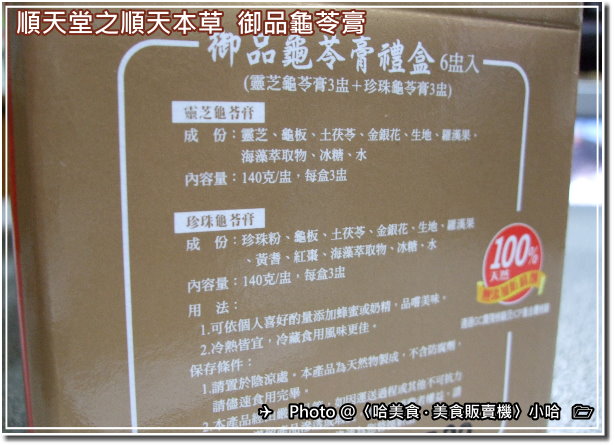 順天堂之順天本草 御品龜苓膏
御品龜苓膏禮盒 6盅入
(靈芝龜苓膏3盅+珍珠龜苓膏3盅)
靈芝龜苓膏
成 份：靈芝、龜板、土茯苓、金銀花、生地、羅漢果、
海藻萃取物、冰糖、水
內容量：140克/盅，每盒3盅
珍珠龜苓膏
成 份：珍珠粉、龜板、土茯苓、金銀花、生地、羅漢果
、黃耆、紅棗、海藻萃取物、冰糖、水
內容量：140克/盅，每盒3盅
100%
天然
用 法：
1.可依個人喜好酌量添加蜂蜜或奶精，品嚐美味。
2.冷熱皆宜，冷藏食用風味更佳。
保存條件：
1.請置於陰涼處。本產品為天然物製成，不含防腐劑，
請儘速食用完畢。
Photo @〈哈美食‧美食販賣機〉小哈